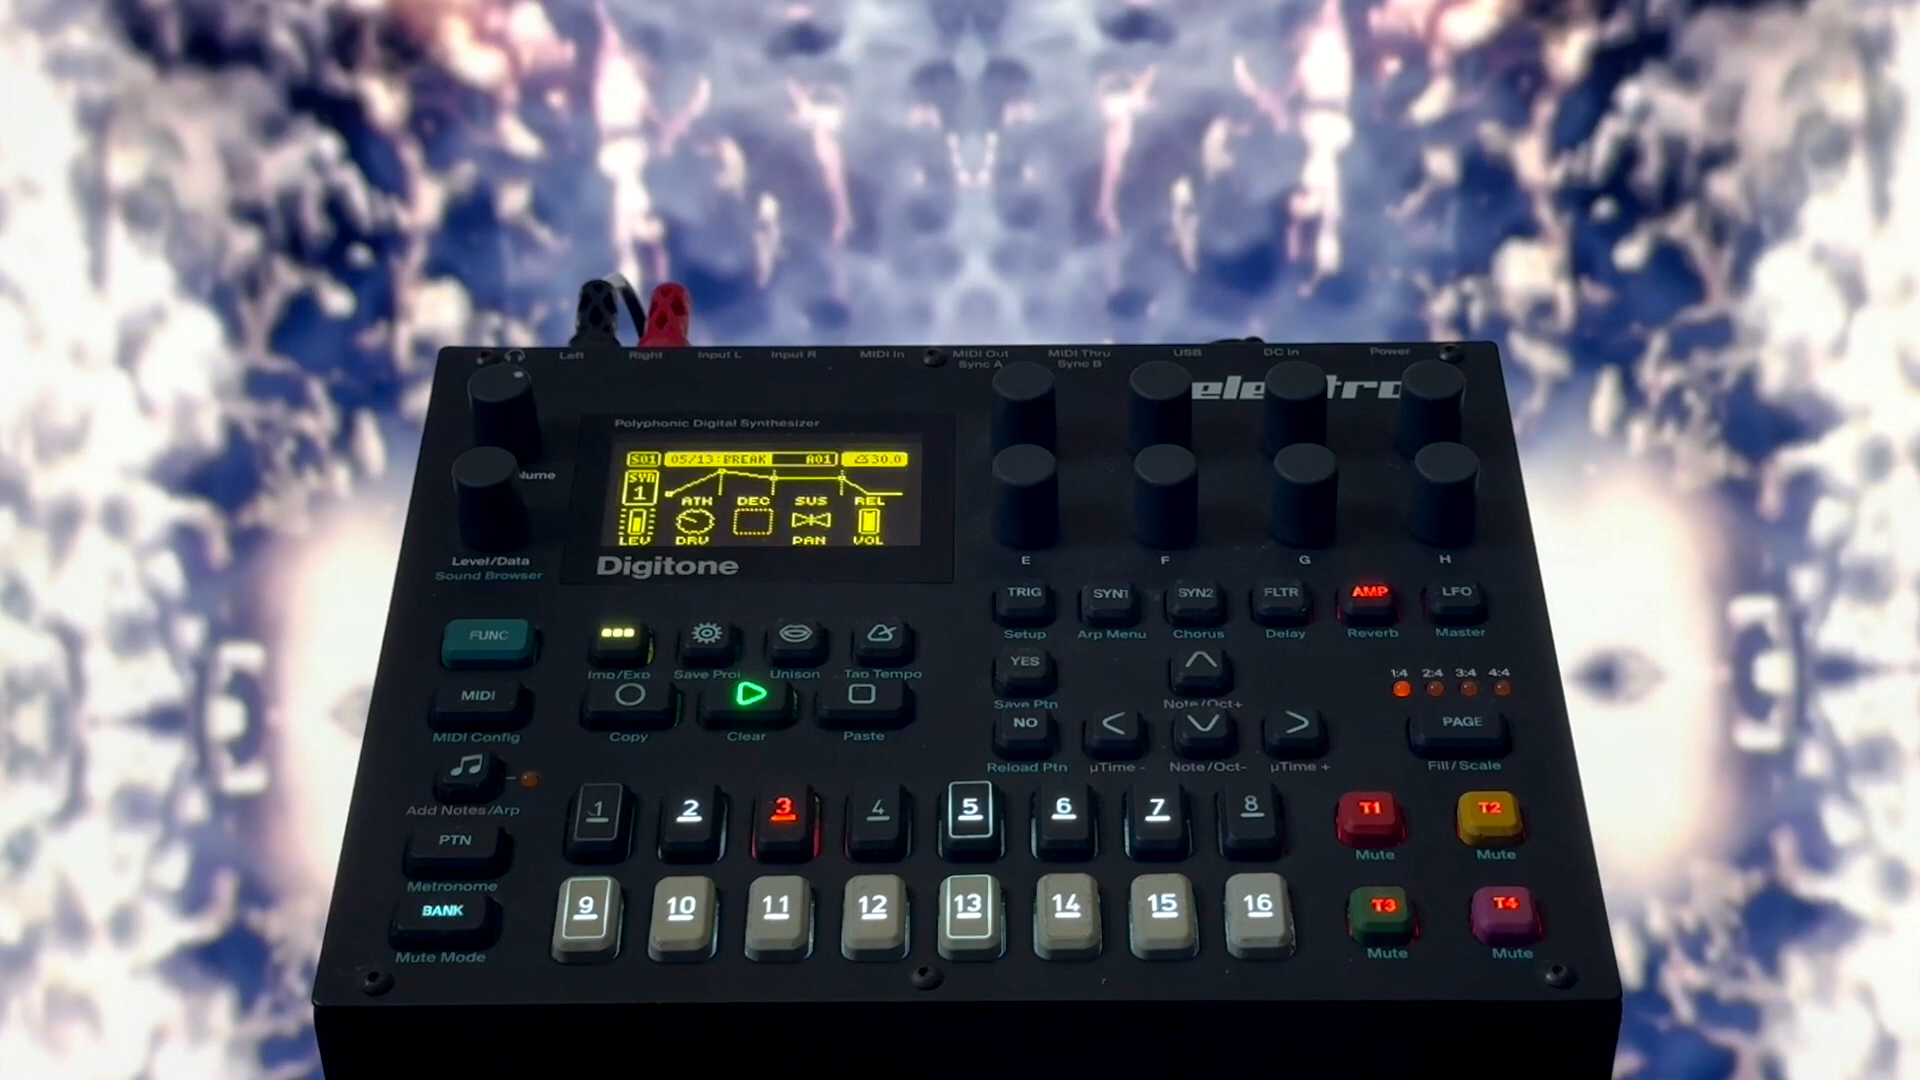 Left Right Input L Input R MIDI In MIDI Out MIDI Thru USB DC In Power
Sync A Sync B
Polyphonic Digital Synthesizer
S01 05/13:BREAK A01 30.0
SYN
1
ATK DEC SUS REL
LEV DRV PAN VOL
Digitone
Level/Data
Sound Browser
E F G H
TRIG SYN1 SYN2 FLTR AMP LFO
Setup Arp Menu Chorus Delay Reverb Master
FUNC
Imp/Exp Save Proj Unison Tap Tempo
YES
Save Ptn Note/Oct+
1:4 2:4 3:4 4:4
MIDI
MIDI Config
Copy Clear Paste
NO
Reload Ptn µTime - Note/Oct- µTime +
PAGE
Fill/Scale
Add Notes/Arp
1 2 3 4 5 6 7 8
T1 T2
Mute Mute
PTN
Metronome
BANK
Mute Mode
9 10 11 12 13 14 15 16
T3 T4
Mute Mute